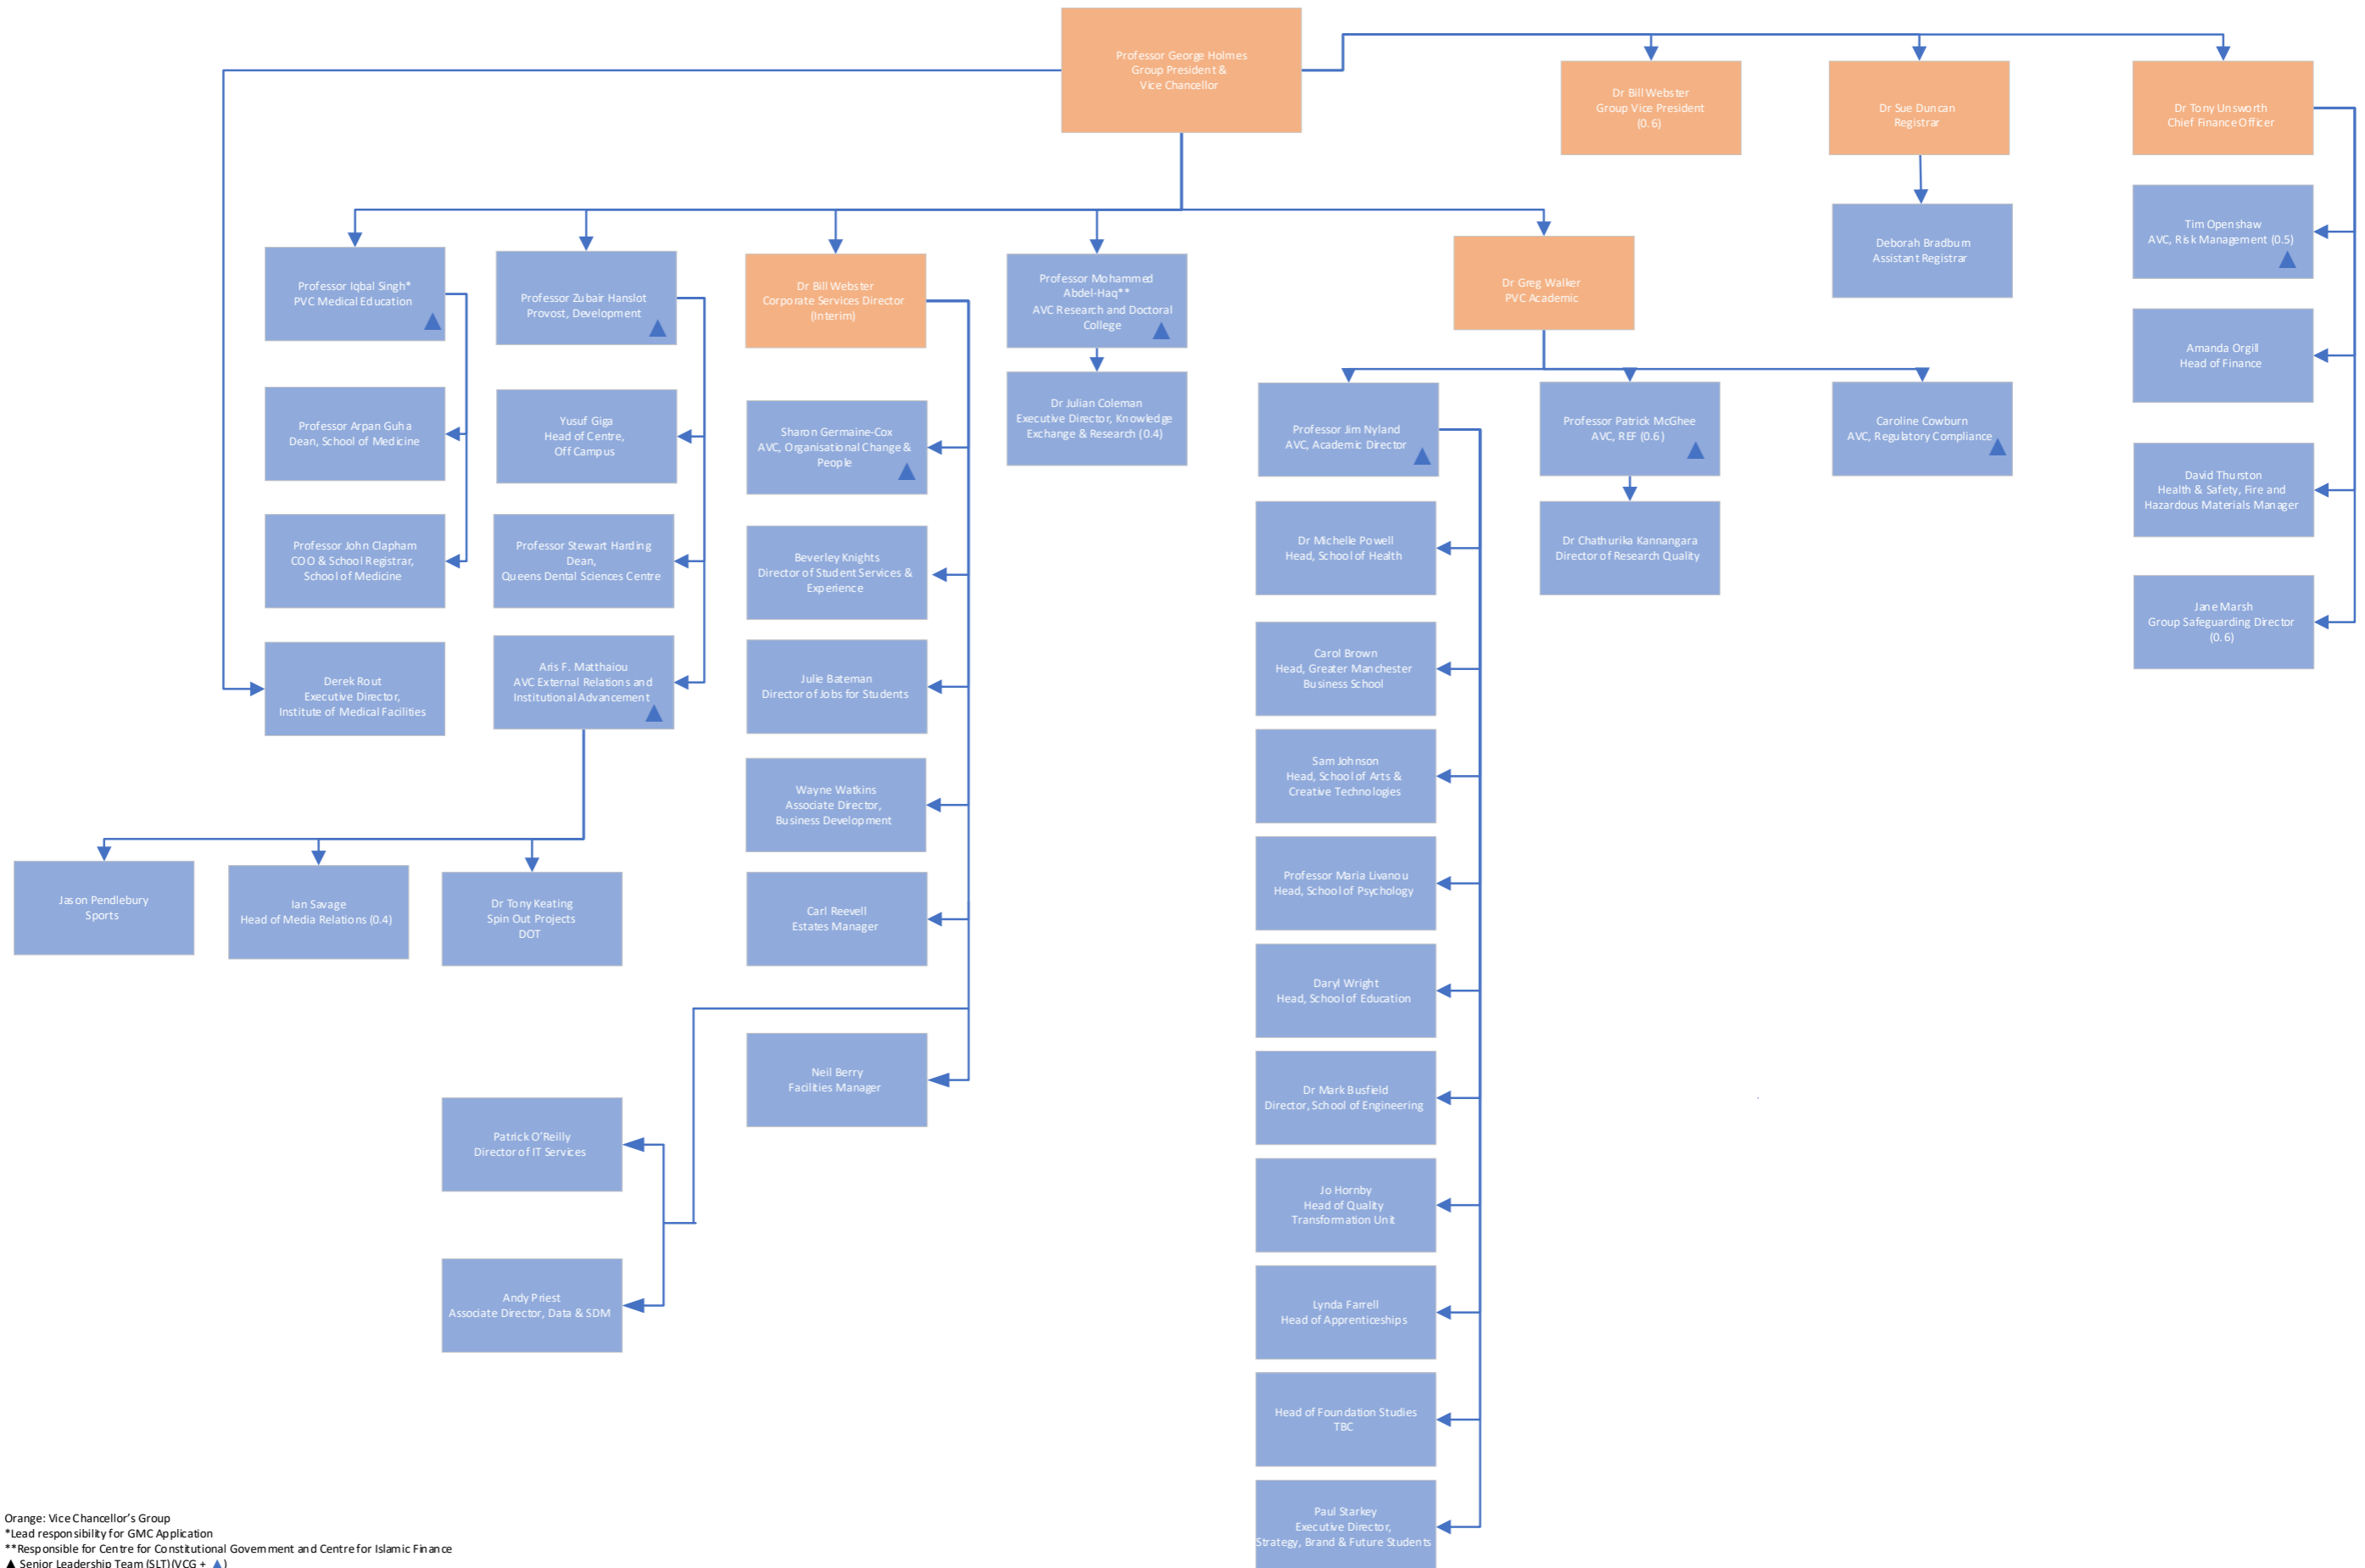 Professor George Holmes
Group President &
Vice Chancellor
Dr Bill Webster
Group Vice President
(0.6)
Dr Sue Duncan
Registrar
Dr Tony Unsworth
Chief Finance Officer
Tim Openshaw
AVC, Risk Management (0.5)
Deborah Bradburn
Assistant Registrar
Professor Iqbal Singh*
PVC Medical Education
Professor Zubair Hanslot
Provost, Development
Dr Bill Webster
Corporate Services Director
(Interim)
Professor Mohammed
Abdel-Haq**
AVC Research and Doctoral
College
Dr Greg Walker
PVC Academic
Amanda Orgill
Head of Finance
Professor Arpan Guha
Dean, School of Medicine
Yusuf Giga
Head of Centre,
Off Campus
Sharon Germaine-Cox
AVC, Organisational Change &
People
Dr Julian Coleman
Executive Director, Knowledge
Exchange & Research (0.4)
Professor Jim Nyland
AVC, Academic Director
Professor Patrick McGhee
AVC, REF (0.6)
Caroline Cowburn
AVC, Regulatory Compliance
David Thurston
Health & Safety, Fire and
Hazardous Materials Manager
Professor John Clapham
COO & School Registrar,
School of Medicine
Professor Stewart Harding
Dean,
Queens Dental Sciences Centre
Beverley Knights
Director of Student Services &
Experience
Dr Michelle Powell
Head, School of Health
Dr Chathurika Kannangara
Director of Research Quality
Jane Marsh
Group Safeguarding Director
(0.6)
Derek Rout
Executive Director,
Institute of Medical Facilities
Aris F. Matthaiou
AVC External Relations and
Institutional Advancement
Julie Bateman
Director of Jobs for Students
Carol Brown
Head, Greater Manchester
Business School
Wayne Watkins
Associate Director,
Business Development
Sam Johnson
Head, School of Arts &
Creative Technologies
Jason Pendlebury
Sports
Ian Savage
Head of Media Relations (0.4)
Dr Tony Keating
Spin Out Projects
DOT
Carl Reevell
Estates Manager
Professor Maria Livanou
Head, School of Psychology
Daryl Wright
Head, School of Education
Neil Berry
Facilities Manager
Dr Mark Busfield
Director, School of Engineering
Patrick O’Reilly
Director of IT Services
Jo Hornby
Head of Quality
Transformation Unit
Andy Priest
Associate Director, Data & SDM
Lynda Farrell
Head of Apprenticeships
Head of Foundation Studies
TBC
Paul Starkey
Executive Director,
Strategy, Brand & Future Students
Orange: Vice Chancellor’s Group
*Lead responsibility for GMC Application
**Responsible for Centre for Constitutional Government and Centre for Islamic Finance
▲ Senior Leadership Team (SLT)(VCG + ▲)